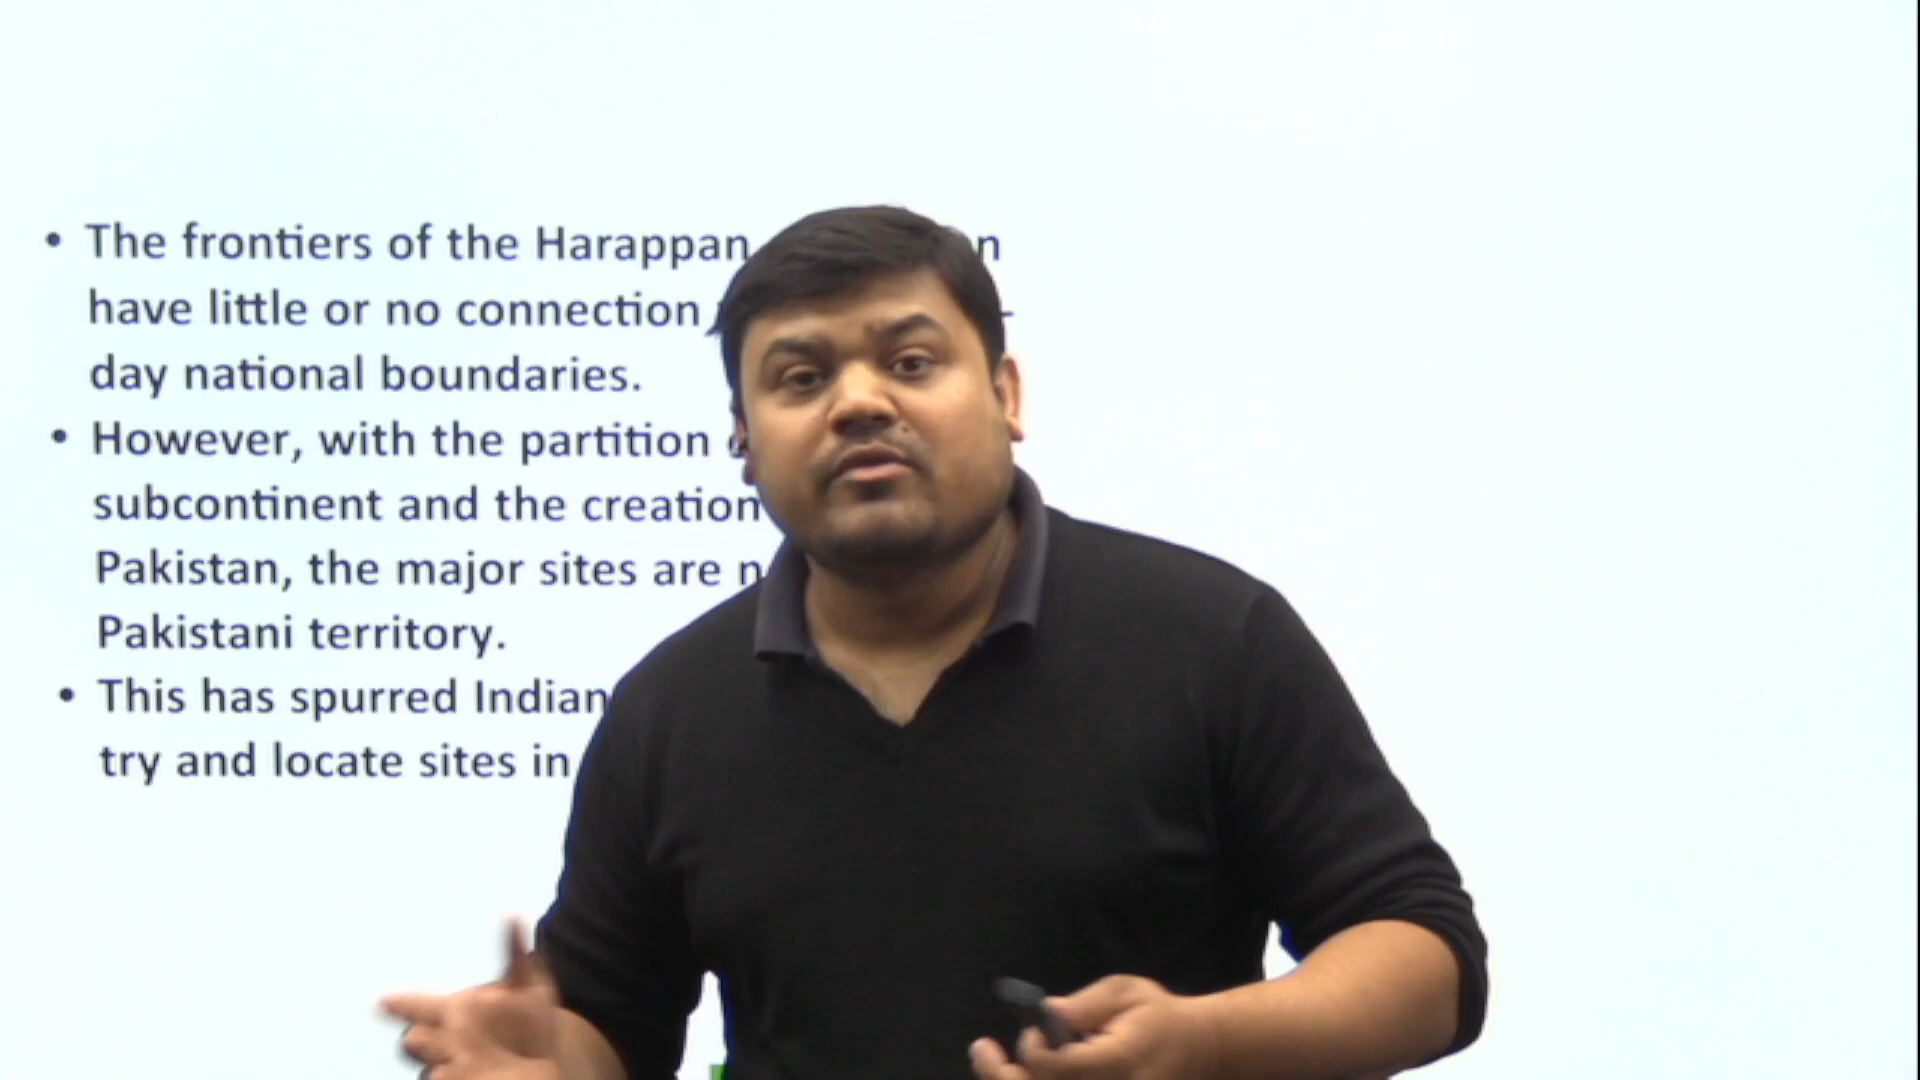 • The frontiers of the Harappan
have little or no connection
day national boundaries.
• However, with the partition
subcontinent and the creation
Pakistan, the major sites are
Pakistani territory.
• This has spurred Indian
try and locate sites in